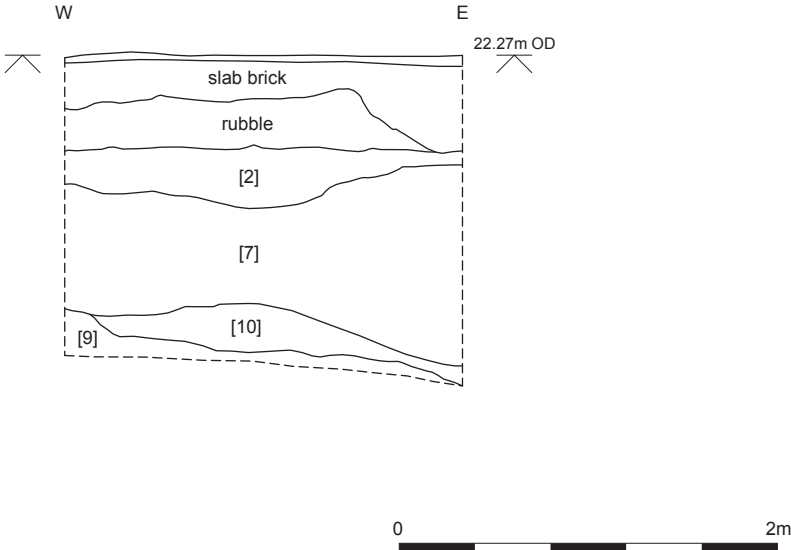 W E
22.27m OD
slab brick
rubble
[2]
[7]
[10]
[9]
0 2m